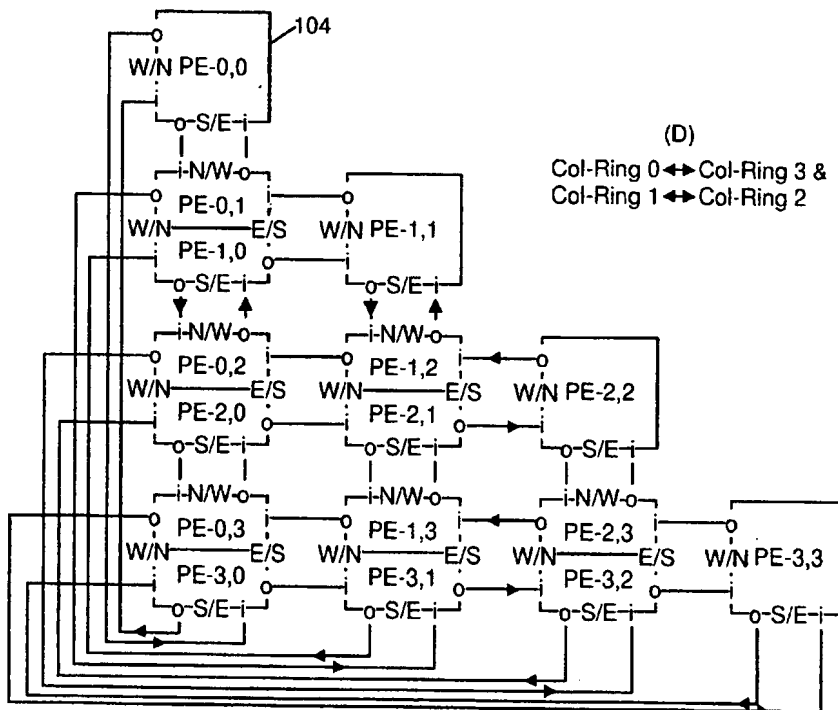 104
o
W/N PE-0,0
i
o S/E i
(D)
Col-Ring 0 ↔ Col-Ring 3 &
Col-Ring 1 ↔ Col-Ring 2
i N/W o
o PE-0,1 i o
W/N E/S W/N PE-1,1
i PE-1,0 o i
o S/E i o S/E i
i N/W o i N/W o
o PE-0,2 i o PE-1,2 i o
W/N E/S W/N E/S W/N PE-2,2
i PE-2,0 o i PE-2,1 o i
o S/E i o S/E i o S/E i
i N/W o i N/W o i N/W o
o PE-0,3 i o PE-1,3 i o PE-2,3 i o
W/N E/S W/N E/S W/N E/S W/N PE-3,3
i PE-3,0 o i PE-3,1 o i PE-3,2 o i
o S/E i o S/E i o S/E i o S/E i